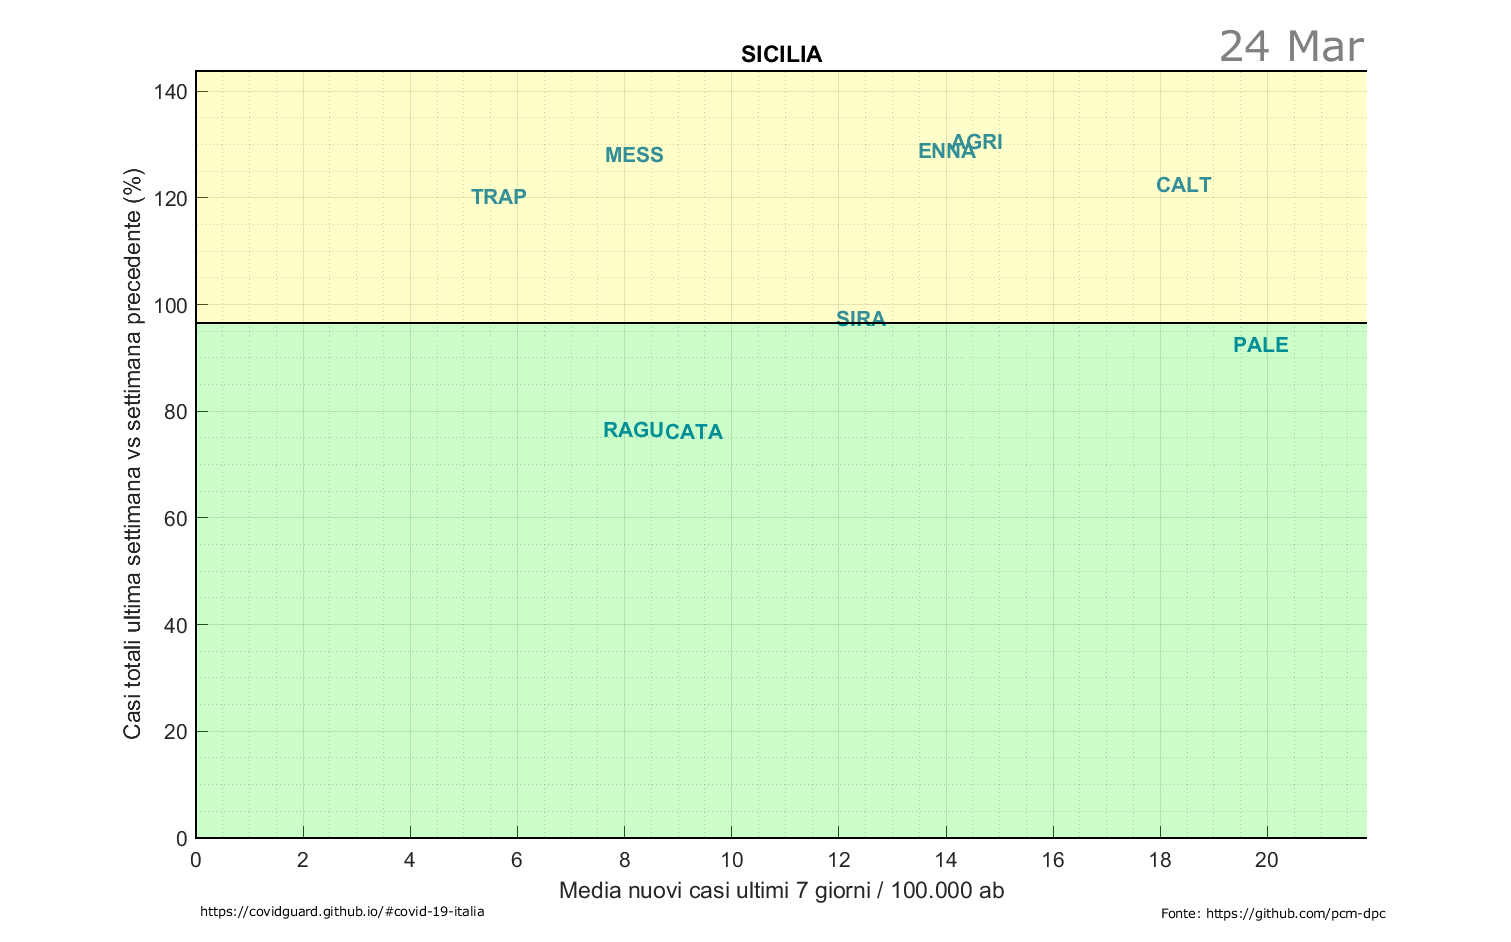 24 Mar
SICILIA
140
120
100
80
60
40
20
0
Casi totali ultima settimana vs settimana precedente (%)
AGRI
ENNA
MESS
CALT
TRAP
SIRA
PALE
RAGU
CATA
0 2 4 6 8 10 12 14 16 18 20
Media nuovi casi ultimi 7 giorni / 100.000 ab
https://covidguard.github.io/#covid-19-italia
Fonte: https://github.com/pcm-dpc